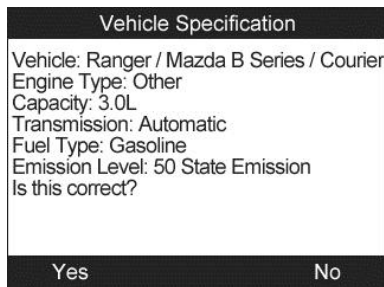 Vehicle Specification
Vehicle: Ranger / Mazda B Series / Courier
Engine Type: Other
Capacity: 3.0L
Transmission: Automatic
Fuel Type: Gasoline
Emission Level: 50 State Emission
Is this correct?
Yes No